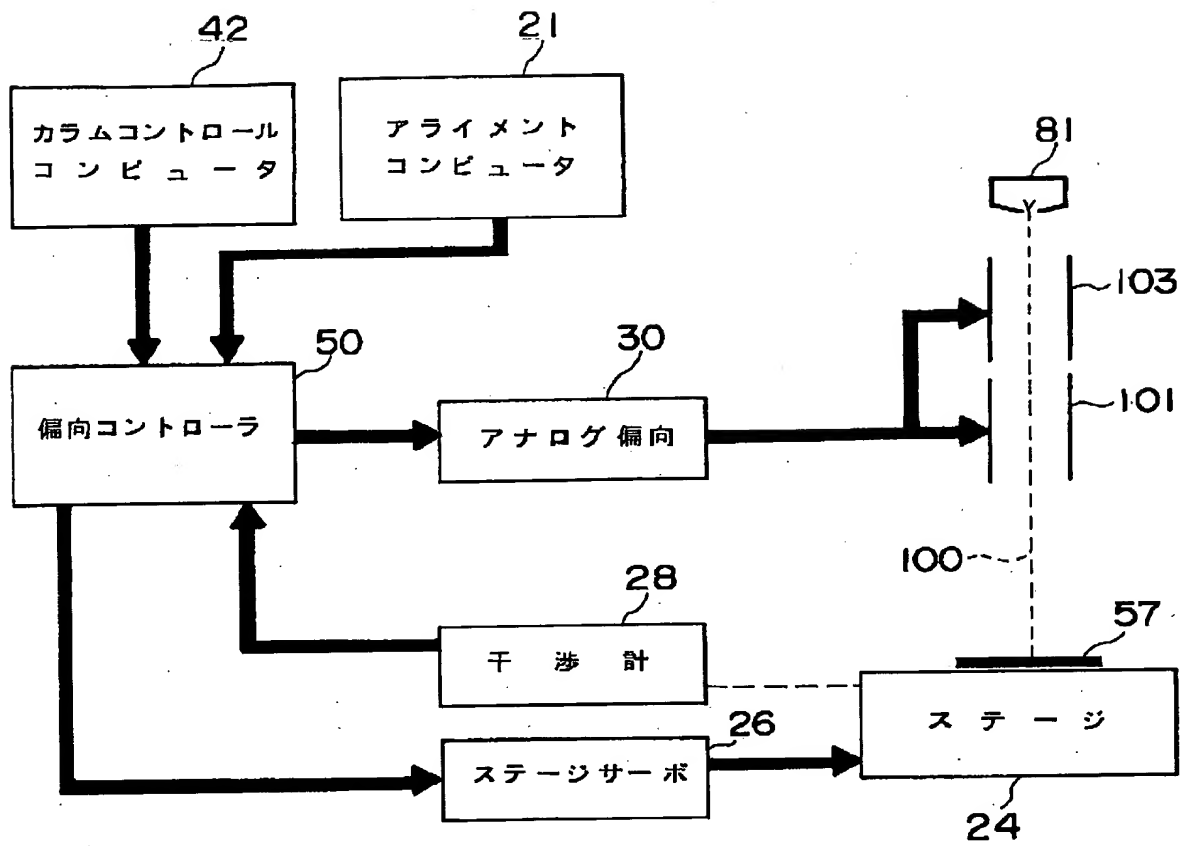 42
21
カラムコントロール
コンピュータ
アライメント
コンピュータ
81
103
50
30
偏向コントローラ
アナログ偏向
101
100
28
57
干渉計
ステージ
26
ステージサーボ
24